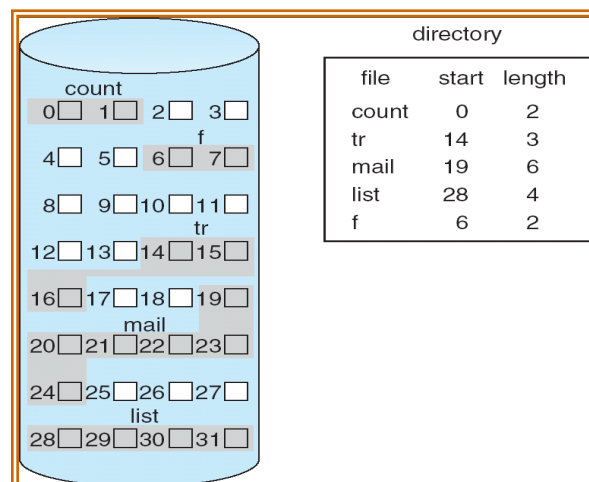 directory
file start length
count 0 2
tr 14 3
mail 19 6
list 28 4
f 6 2
count
0 1 2 3
f
4 5 6 7
8 9 10 11
tr
12 13 14 15
16 17 18 19
mail
20 21 22 23
24 25 26 27
list
28 29 30 31